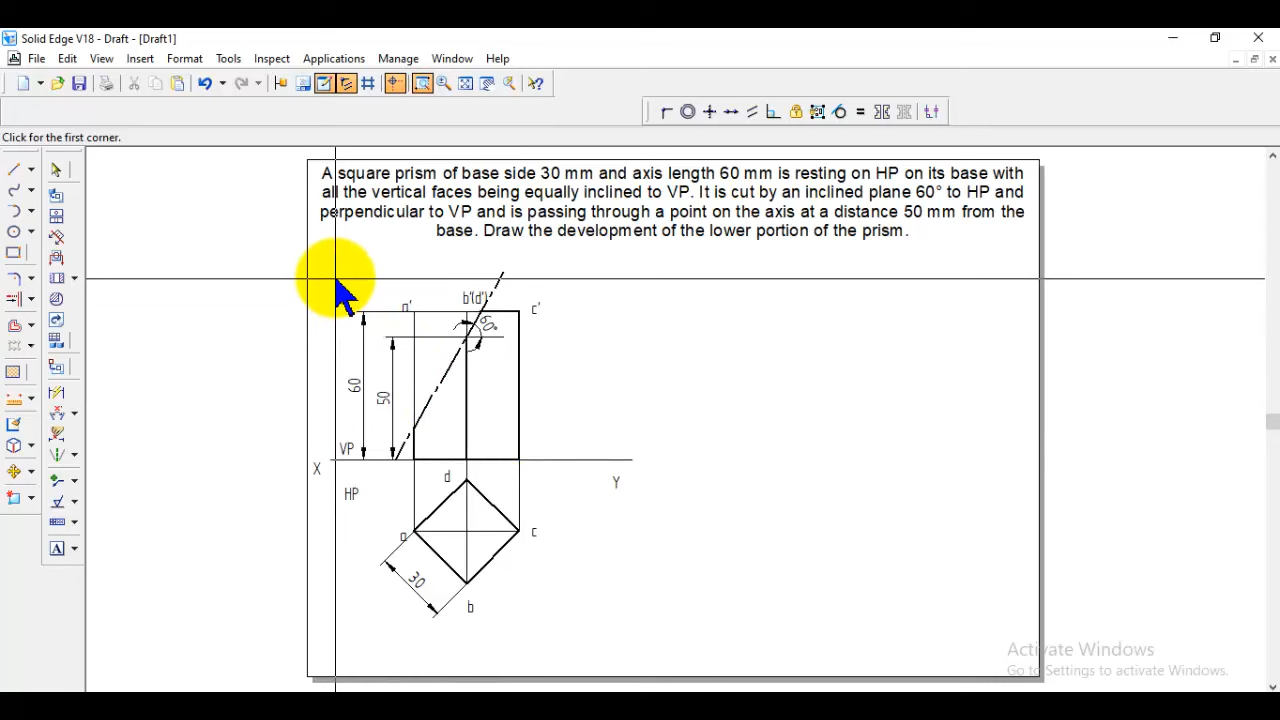 Solid Edge V18 - Draft - [Draft1]
File Edit View Insert Format Tools Inspect Applications Manage Window Help
Click for the first corner.
A square prism of base side 30 mm and axis length 60 mm is resting on HP on its base with
all the vertical faces being equally inclined to VP. It is cut by an inclined plane 60° to HP and
perpendicular to VP and is passing through a point on the axis at a distance 50 mm from the
base. Draw the development of the lower portion of the prism.
a' b'(d') c'
60°
60
50
VP
X
d
Y
HP
a
c
30
b
A
Activate Windows
Go to Settings to activate Windows.